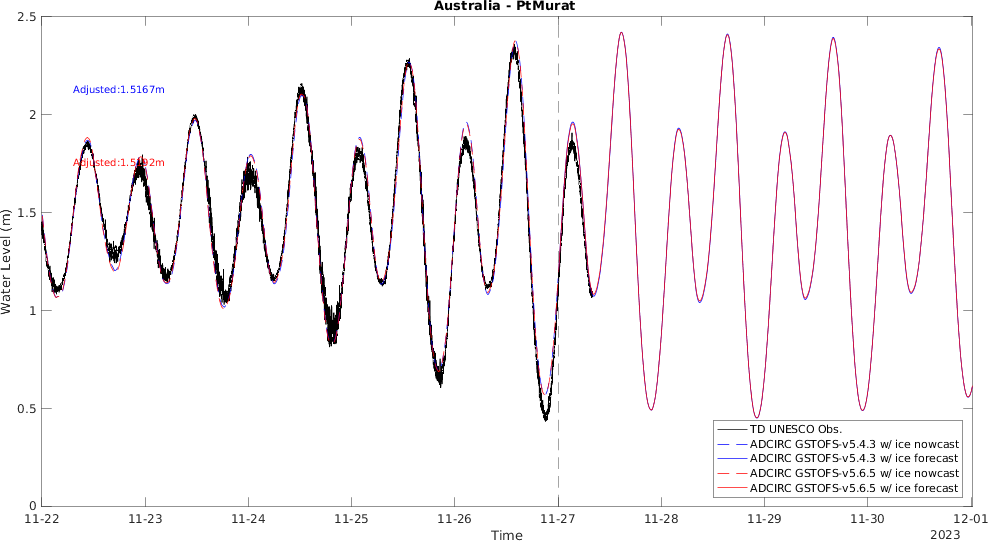 Australia - PtMurat
2.5
2
1.5
1
0.5
0
Water Level (m)
Adjusted:1.5167m
TD UNESCO Obs.
ADCIRC GSTOFS-v5.4.3 w/ ice nowcast
ADCIRC GSTOFS-v5.4.3 w/ ice forecast
ADCIRC GSTOFS-v5.6.5 w/ ice nowcast
ADCIRC GSTOFS-v5.6.5 w/ ice forecast
11-22 11-23 11-24 11-25 11-26 11-27 11-28 11-29 11-30 12-01
Time
2023